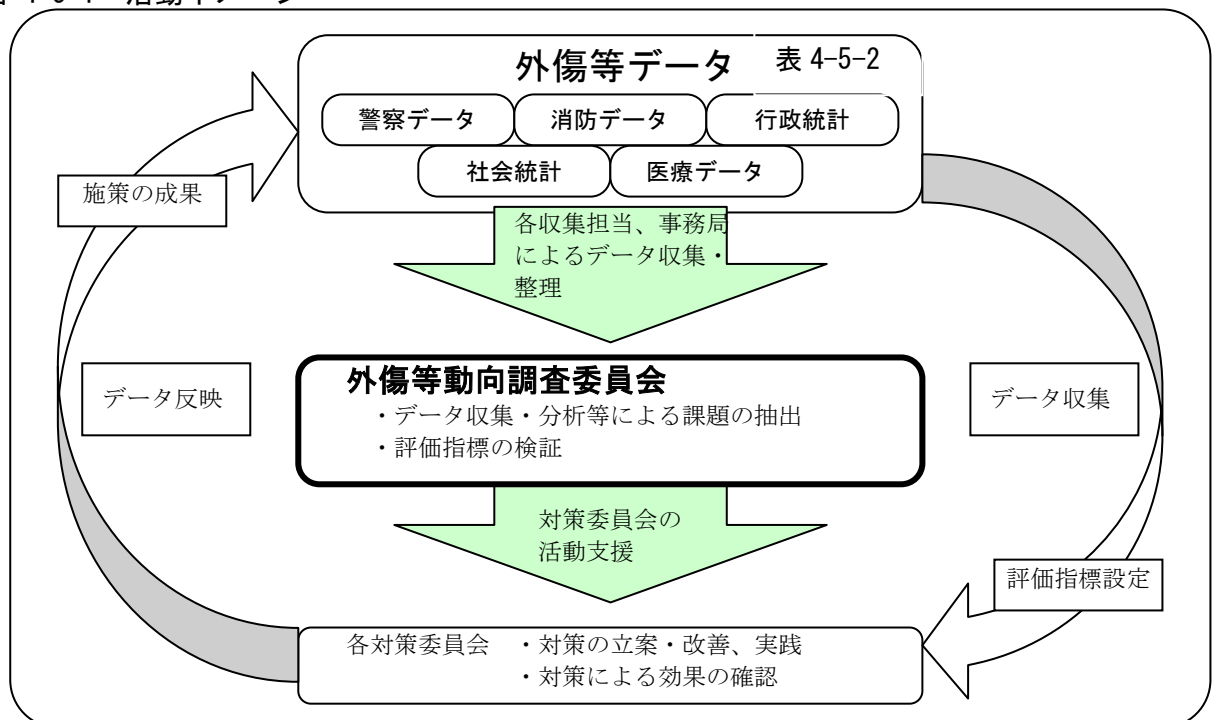 外傷等データ 表 4-5-2
警察データ 消防データ 行政統計
社会統計 医療データ
施策の成果
各収集担当、事務局
によるデータ収集・
整理
外傷等動向調査委員会
・データ収集・分析等による課題の抽出
・評価指標の検証
データ反映
データ収集
対策委員会の
活動支援
評価指標設定
各対策委員会 ・対策の立案・改善、実践
・対策による効果の確認